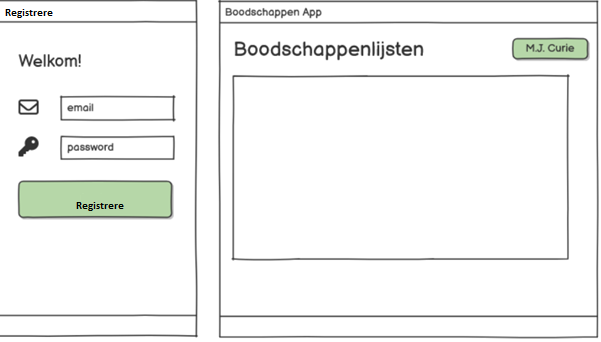 Registrere
Welkom!
email
password
Registrere
Boodschappen App
Boodschappenlijsten
M.J. Curie